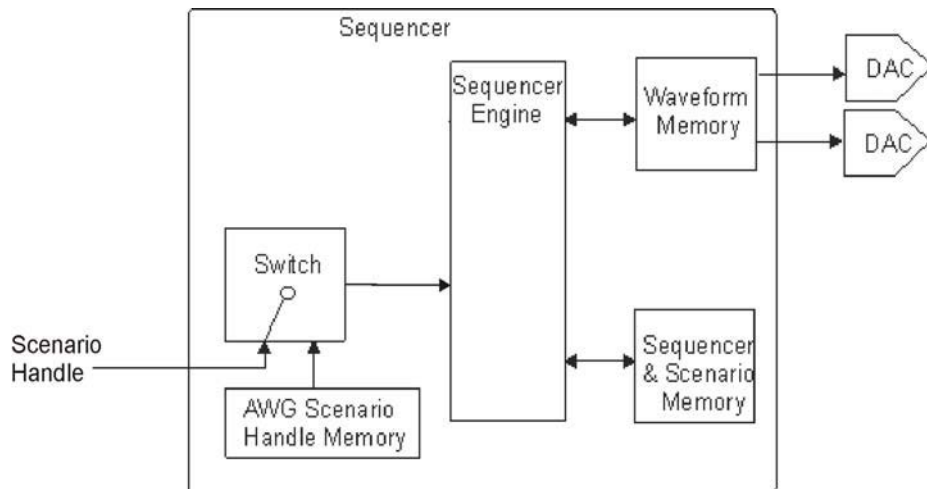 Sequencer
Sequencer
Engine
Waveform
Memory
DAC
DAC
Switch
Scenario
Handle
AWG Scenario
Handle Memory
Sequencer
& Scenario
Memory